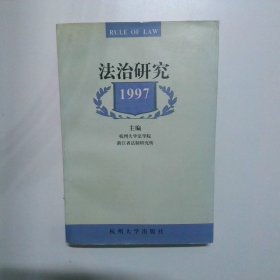 RULE OF LAW
法治研究
1997
主编
杭州大学法学院
浙江省法制研究所
杭州大学出版社